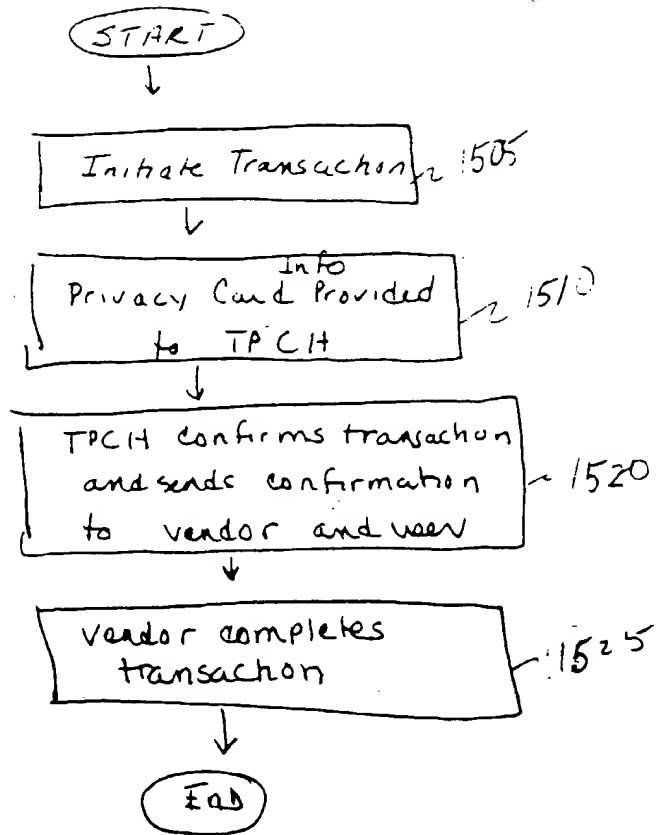 START
Initiate Transaction 1505
Info
Privacy Card Provided 1510
to TPCH
TPCH confirms transaction
and sends confirmation 1520
to vendor and user
vendor completes
transaction 1525
END